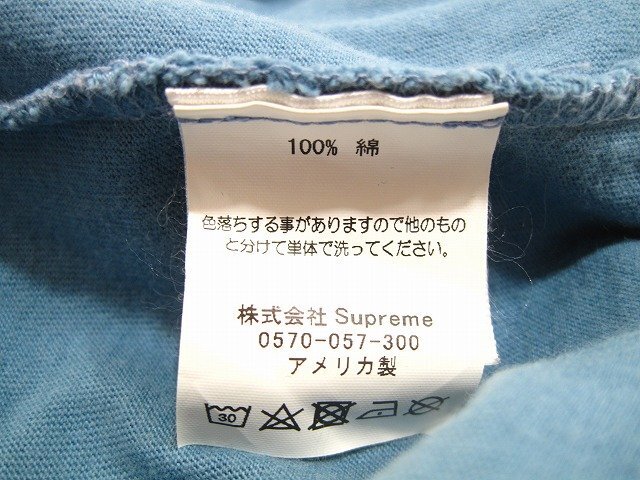 100% 綿
色落ちする事がありますので他のもの
と分けて単体で洗ってください。
株式会社 Supreme
0570-057-300
アメリカ製
30